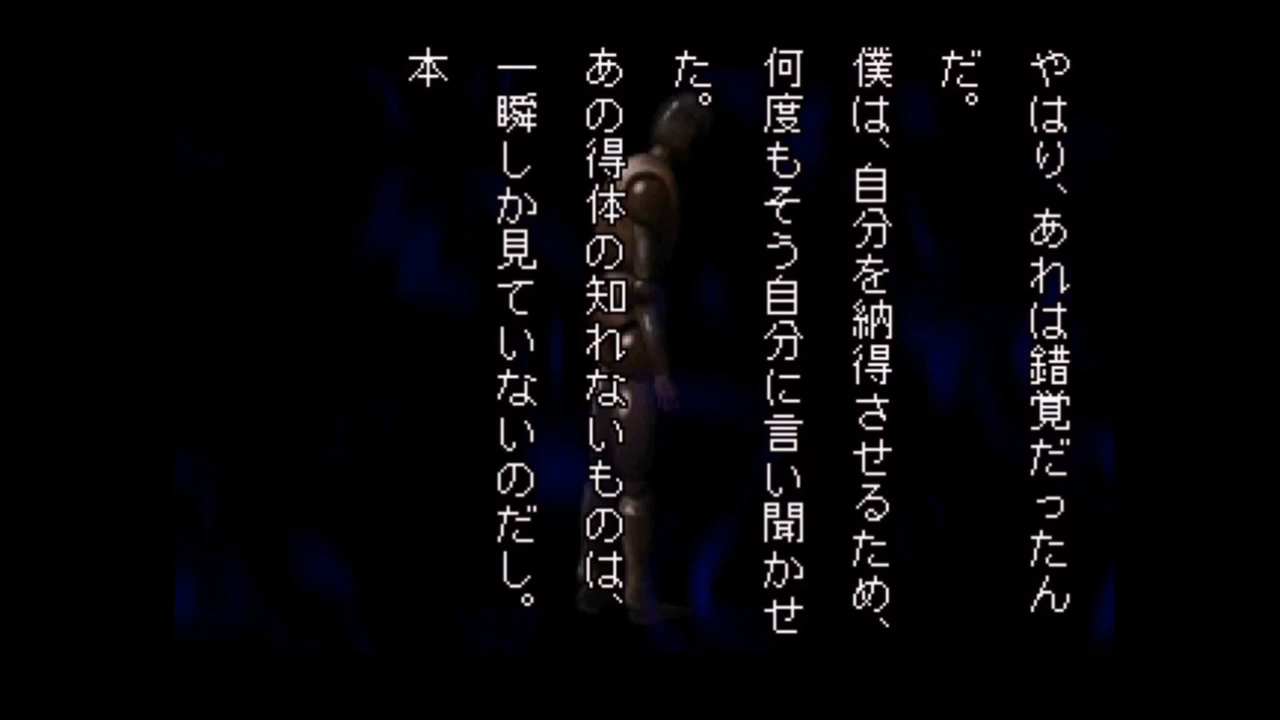 やはり、あれは錯覚だったん
だ。
僕は、自分を納得させるため、
何度もそう自分に言い聞かせ
た。
あの得体の知れないものは、
一瞬しか見ていないのだし。
本